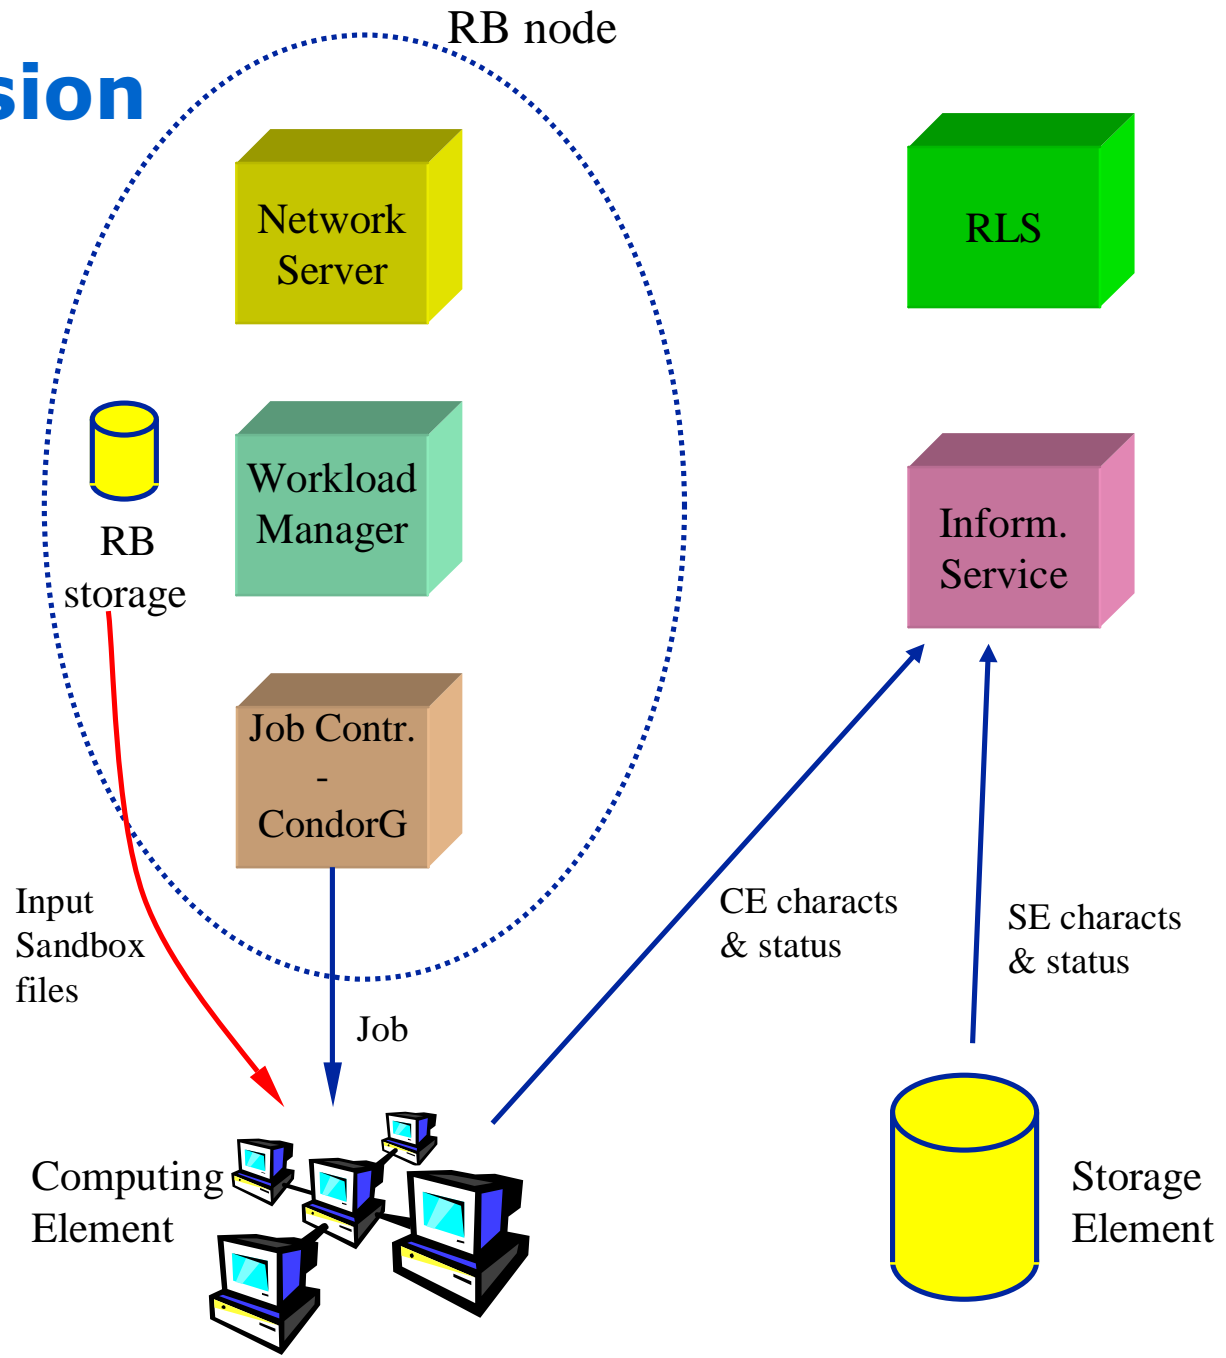 RB node
sion
Network
Server
RLS
Workload
Manager
RB
storage
Inform.
Service
Job Contr.
-
CondorG
Input
Sandbox
files
CE characts
& status
SE characts
& status
Job
Computing
Element
Storage
Element